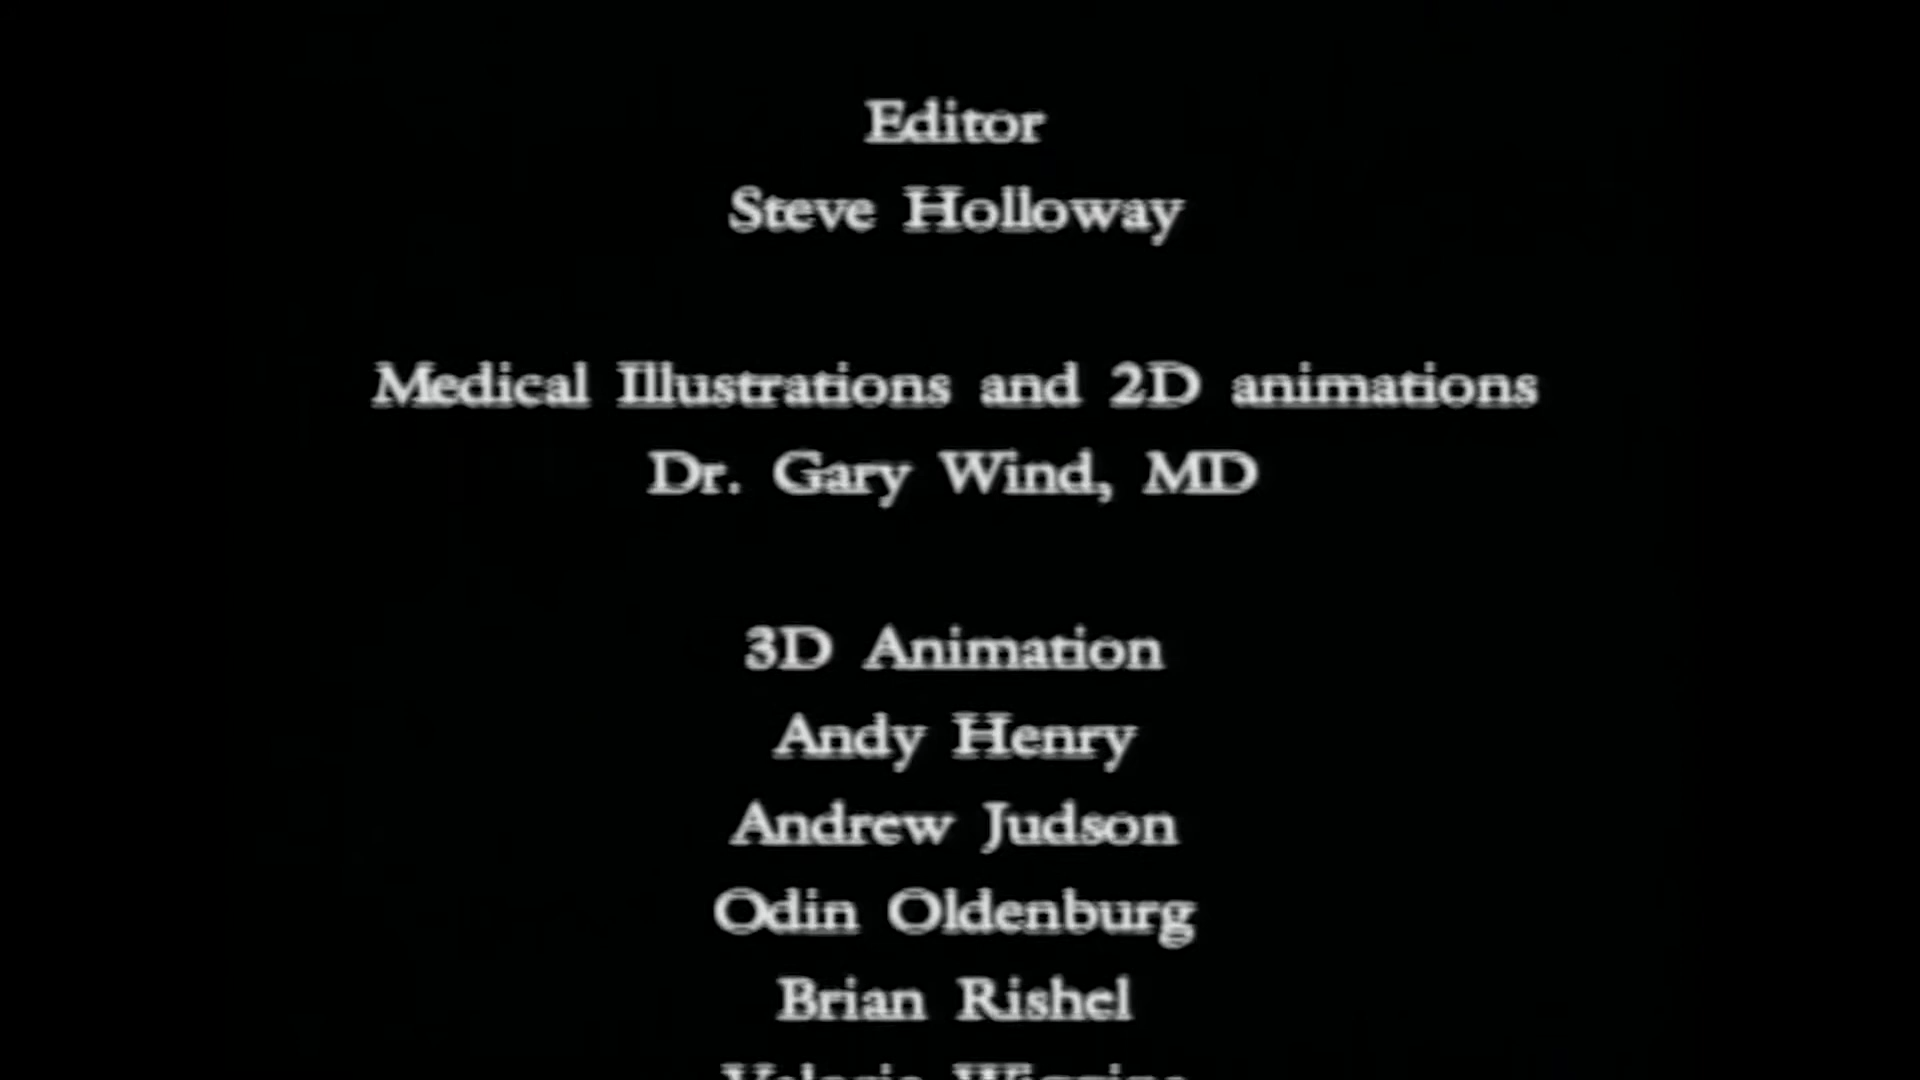 Editor
Steve Holloway
Medical Illustrations and 2D animations
Dr. Gary Wind, MD
3D Animation
Andy Henry
Andrew Judson
Odin Oldenburg
Brian Rishel